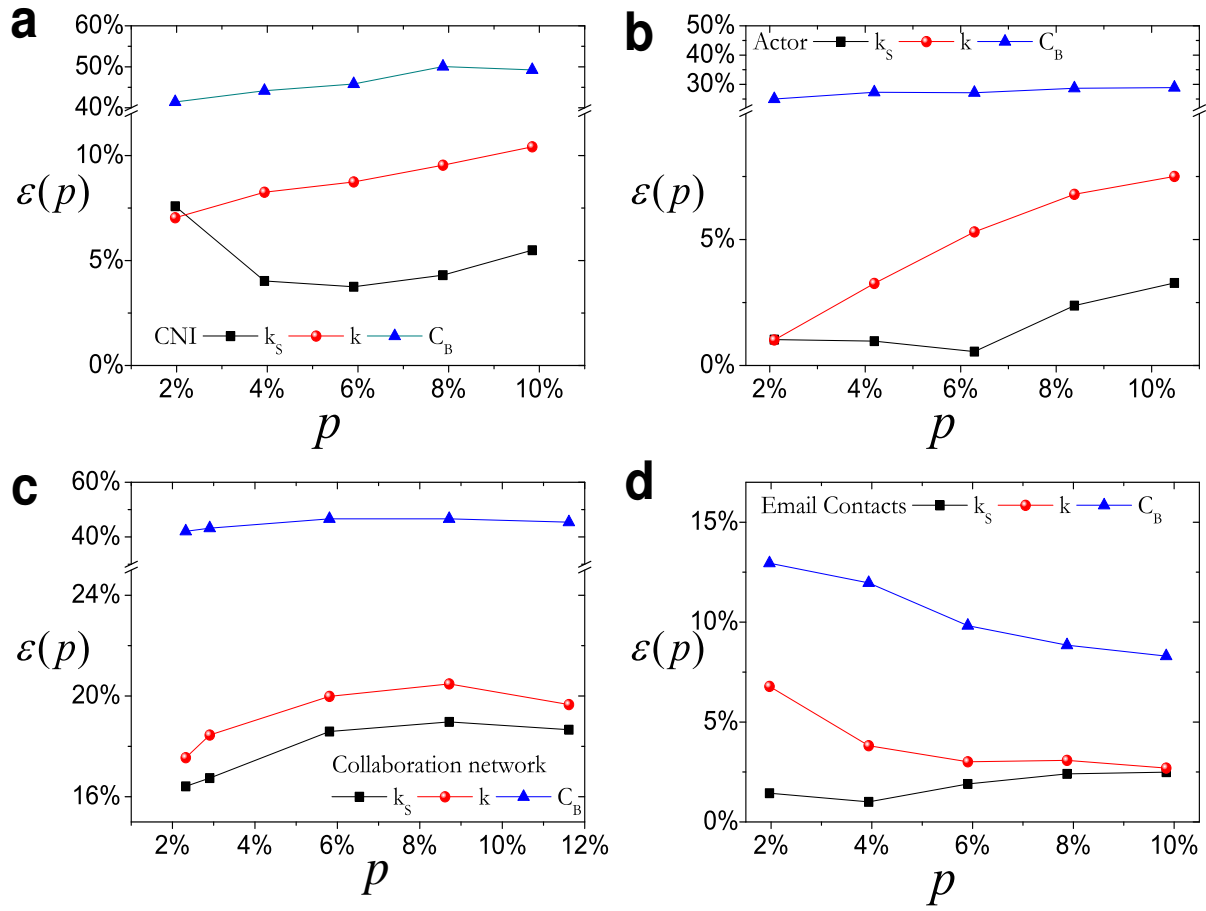 a
60%
50%
40%
10%
5%
0%
ε(p)
CNI k_S k C_B
2% 4% 6% 8% 10%
p
b
50%
40%
30%
5%
0%
ε(p)
Actor k_S k C_B
2% 4% 6% 8% 10%
p
c
60%
40%
24%
20%
16%
ε(p)
Collaboration network
k_S k C_B
2% 4% 6% 8% 10% 12%
p
d
15%
10%
5%
0%
ε(p)
Email Contacts k_S k C_B
2% 4% 6% 8% 10%
p